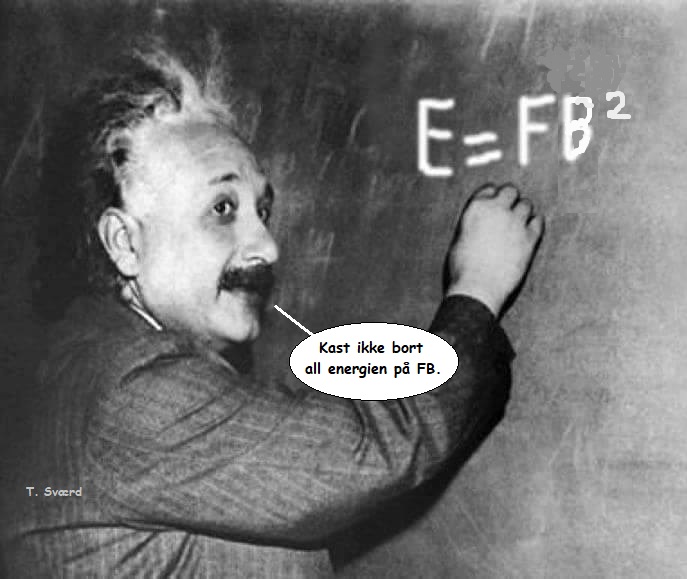 E=FB²
Kast ikke bort
all energien på FB.
T. Sværd